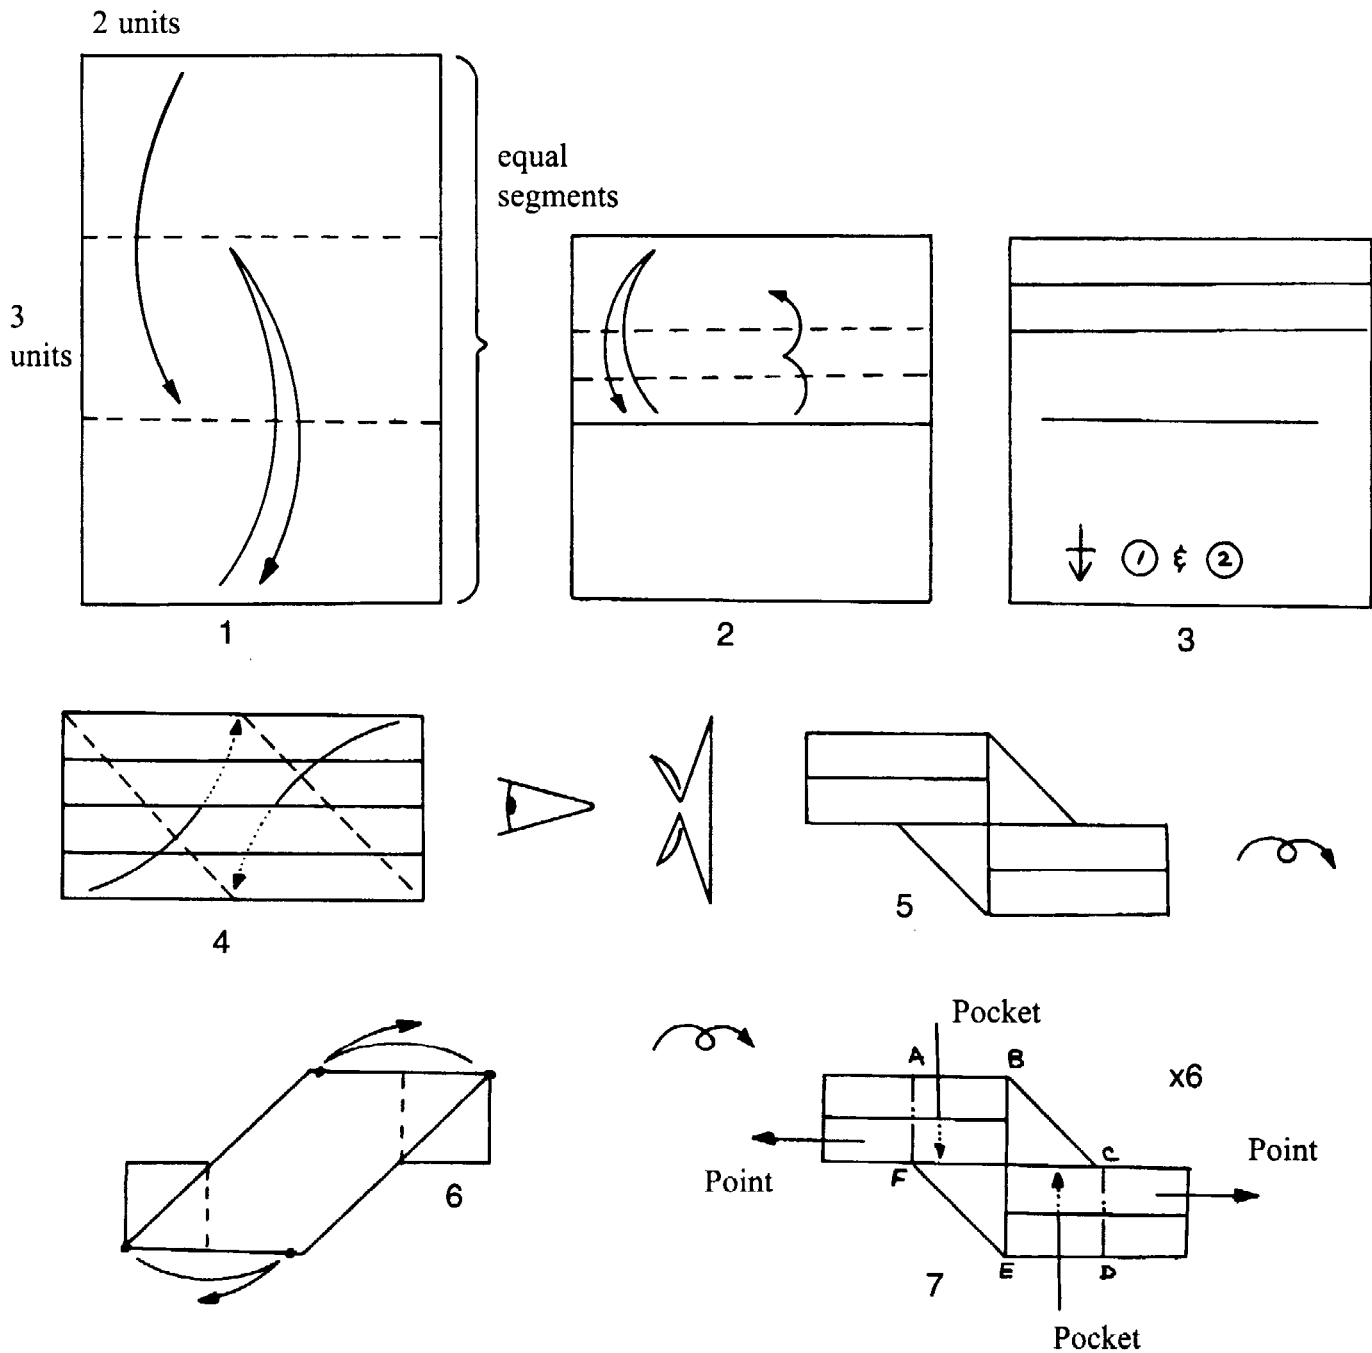 2 units
equal
segments
3
units
1
2
① & ②
3
4
5
6
Pocket
A
B
x6
Point
Point
F
C
E
D
7
Pocket